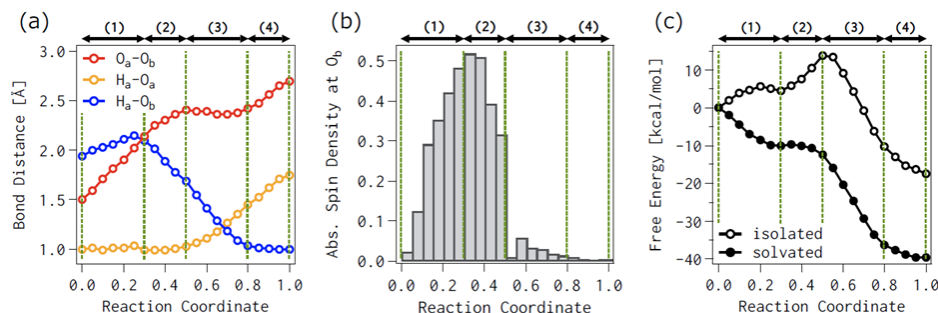 (a)
(1) (2) (3) (4)
3.0
2.5
2.0
1.5
1.0
Bond Distance [Å]
Oa-Ob
Ha-Oa
Ha-Ob
0.0 0.2 0.4 0.6 0.8 1.0
Reaction Coordinate
(b)
(1) (2) (3) (4)
0.5
0.4
0.3
0.2
0.1
0.0
Abs. Spin Density at Ob
0.0 0.2 0.4 0.6 0.8 1.0
Reaction Coordinate
(c)
(1) (2) (3) (4)
10
0
-10
-20
-30
-40
Free Energy [kcal/mol]
isolated
solvated
0.0 0.2 0.4 0.6 0.8 1.0
Reaction Coordinate